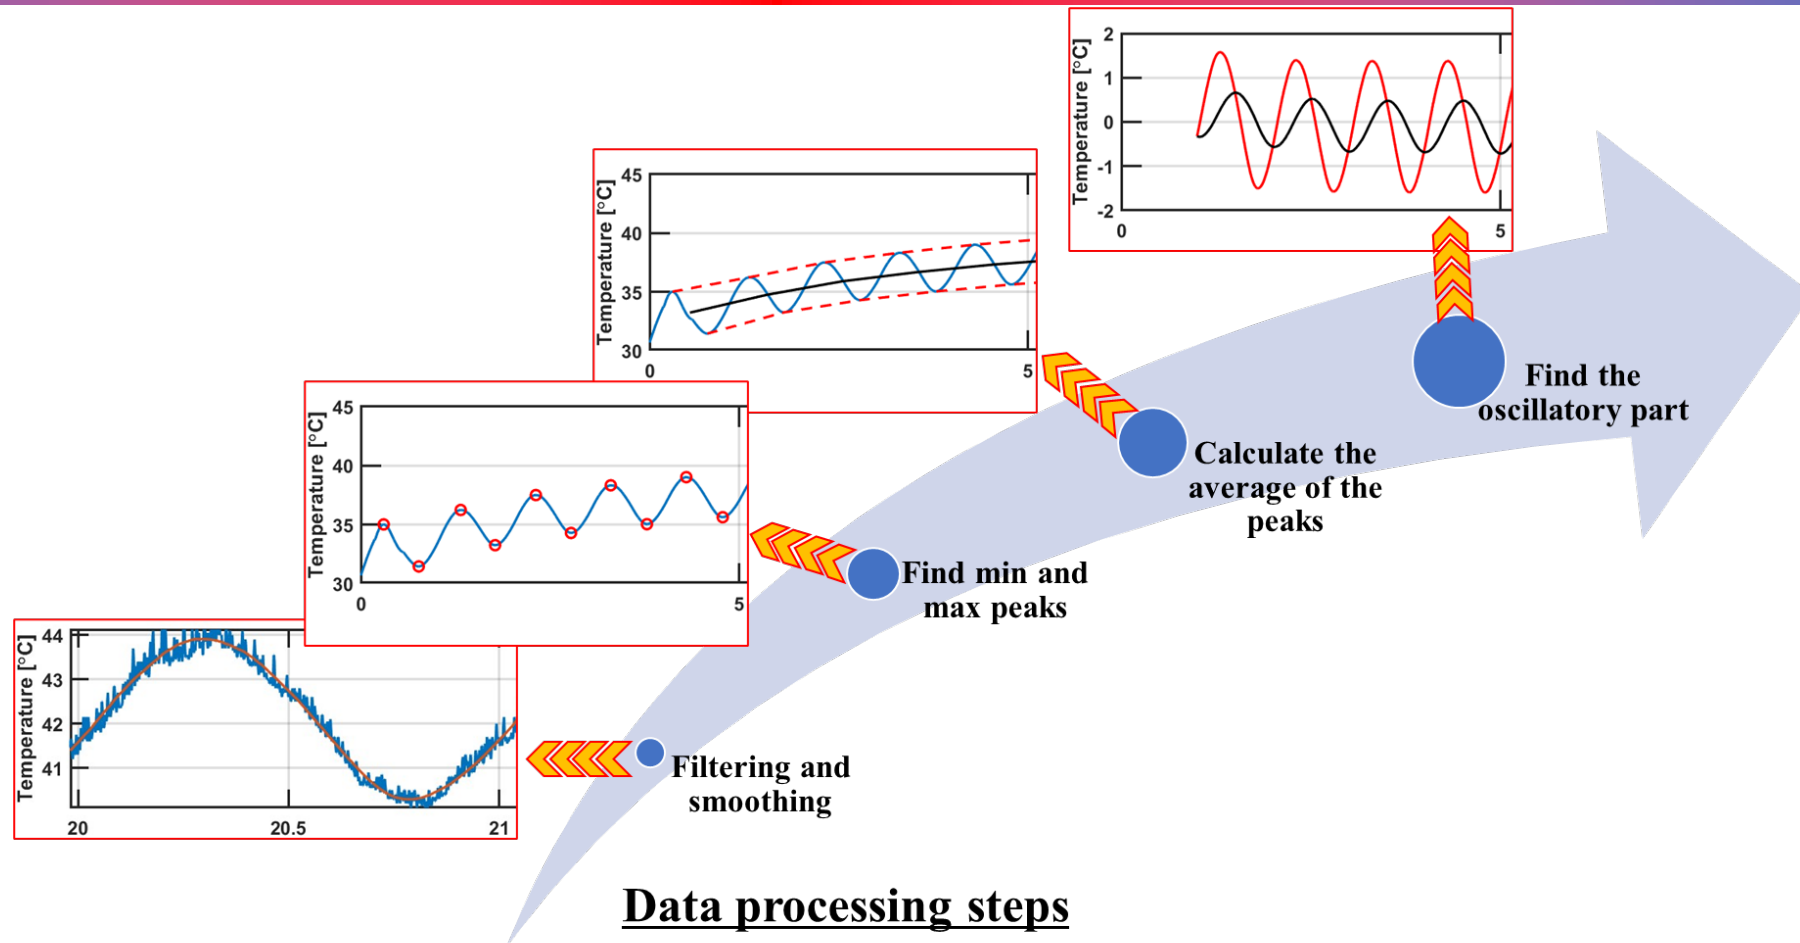 Temperature [°C]
2
1
0
-1
-2
0
5
Temperature [°C]
45
40
35
30
0
5
Find the
oscillatory part
Temperature [°C]
45
40
35
30
0
5
Calculate the
average of the
peaks
Find min and
max peaks
Temperature [°C]
44
43
42
41
20
20.5
21
Filtering and
smoothing
Data processing steps